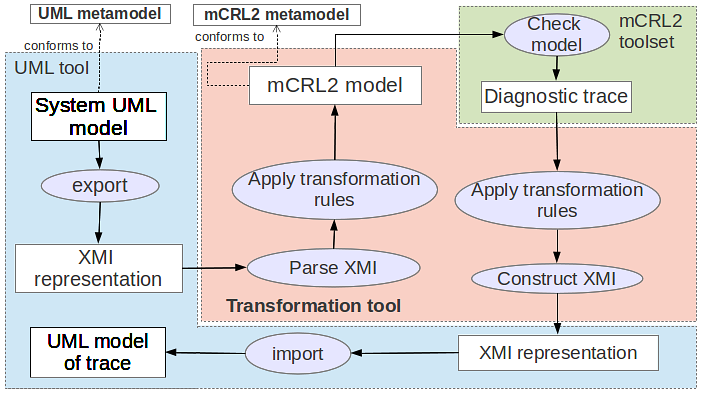 UML metamodel
mCRL2 metamodel
conforms to
conforms to
UML tool
System UML
model
export
XMI
representation
mCRL2 model
Apply transformation
rules
Parse XMI
Transformation tool
Check
model
mCRL2
toolset
Diagnostic trace
Apply transformation
rules
Construct XMI
XMI representation
import
UML model
of trace